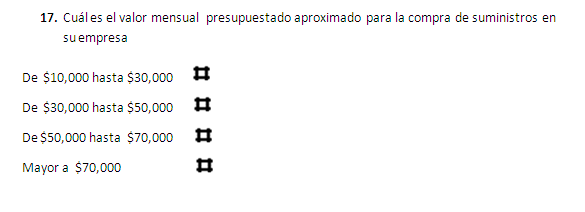 17. Cuál es el valor mensual presupuestado aproximado para la compra de suministros en
su empresa
De $10,000 hasta $30,000
De $30,000 hasta $50,000
De $50,000 hasta $70,000
Mayor a $70,000